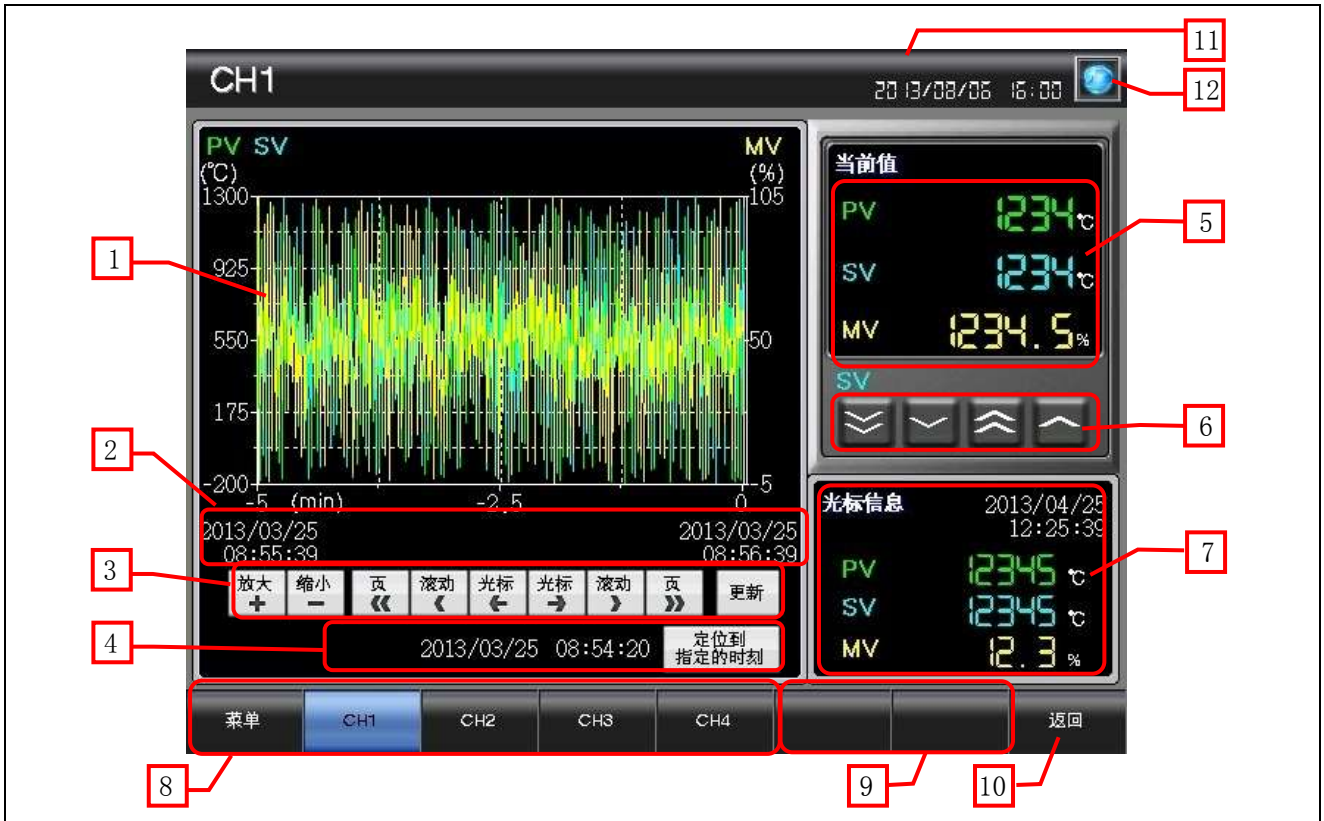 11
CH1
2013/08/06 16:00
12
PV SV
MV
(℃)
(%)
1300
105
925
550
50
175
-200
-5
-5 (min) -2.5 0
2013/03/25
08:55:39
2013/03/25
08:56:39
放大
+
缩小
−
页
《
滚动
〈
光标
←
光标
→
滚动
〉
页
》
更新
2013/03/25 08:54:20
定位到
指定的时刻
当前值
PV 1234 ℃
SV 1234 ℃
MV 1234.5 %
SV
光标信息
2013/04/25
12:25:39
PV 12345 ℃
SV 12345 ℃
MV 12.3 %
菜单
CH1
CH2
CH3
CH4
返回
1
2
3
4
5
6
7
8
9
10